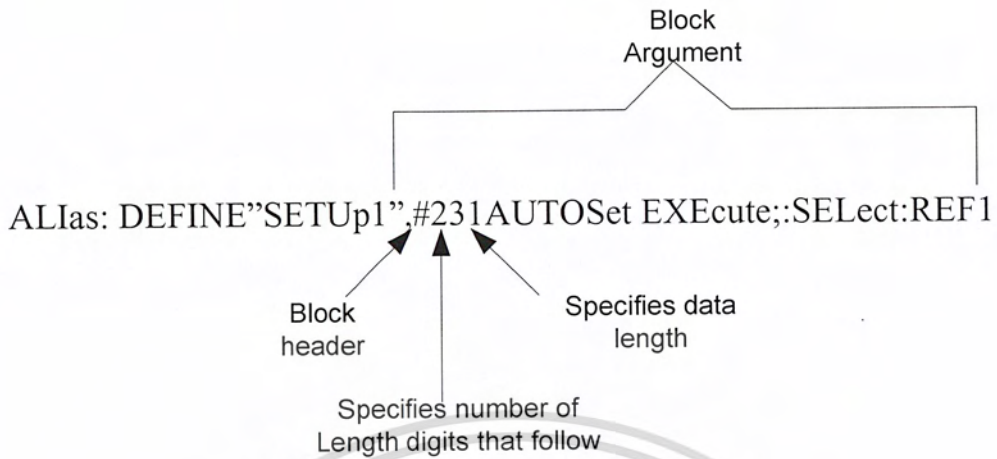 Block
Argument
ALIas: DEFINE”SETUp1”,#231AUTOSet EXEcute;:SELect:REF1
Block
header
Specifies data
length
Specifies number of
Length digits that follow